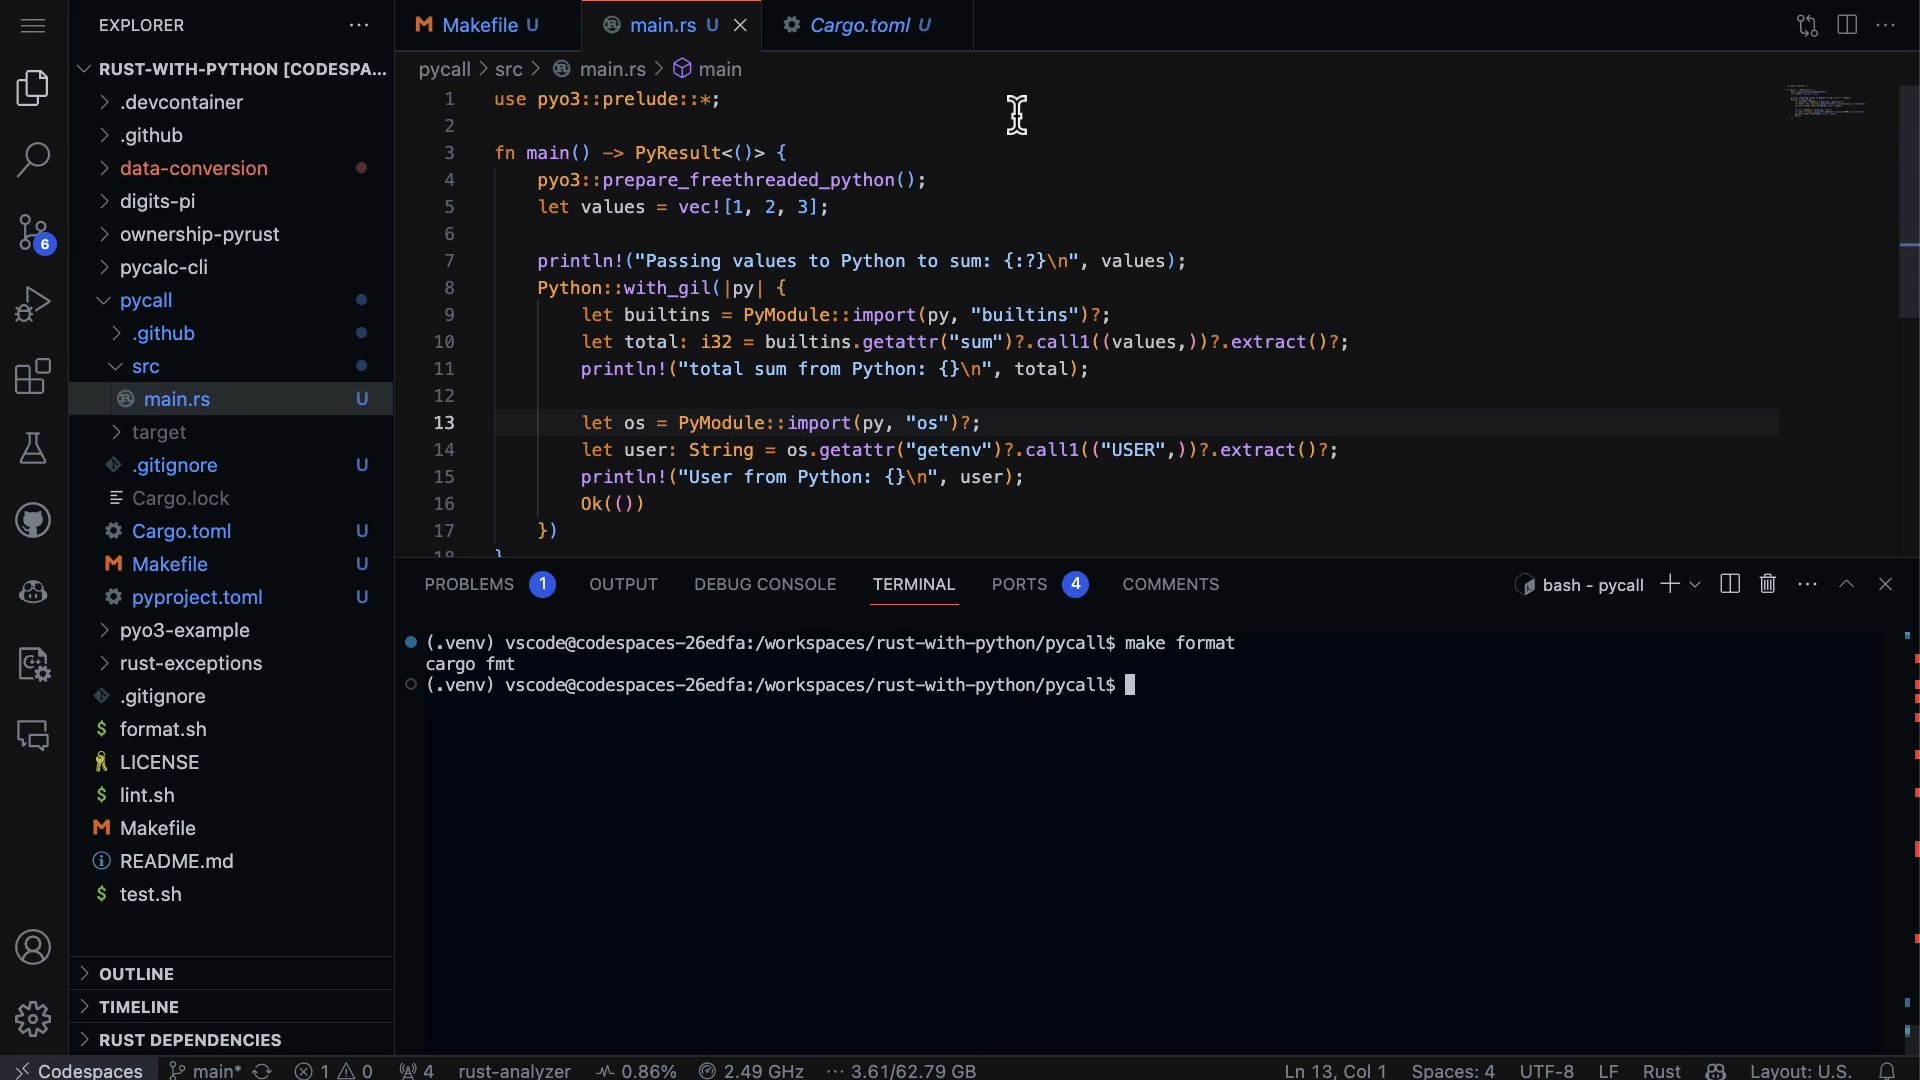 EXPLORER
RUST-WITH-PYTHON [CODESPA...
.devcontainer
.github
data-conversion
digits-pi
ownership-pyrust
pycalc-cli
pycall
.github
src
main.rs U
target
.gitignore U
Cargo.lock
Cargo.toml U
Makefile U
pyproject.toml U
pyo3-example
rust-exceptions
.gitignore
format.sh
LICENSE
lint.sh
Makefile
README.md
test.sh
OUTLINE
TIMELINE
RUST DEPENDENCIES
6
Makefile U main.rs U Cargo.toml U
pycall > src > main.rs > main
1 use pyo3::prelude::*;
2
3 fn main() -> PyResult<()> {
4 pyo3::prepare_freethreaded_python();
5 let values = vec![1, 2, 3];
6
7 println!("Passing values to Python to sum: {:?}\n", values);
8 Python::with_gil(|py| {
9 let builtins = PyModule::import(py, "builtins")?;
10 let total: i32 = builtins.getattr("sum")?.call1((values,))?.extract()?;
11 println!("total sum from Python: {}\n", total);
12
13 let os = PyModule::import(py, "os")?;
14 let user: String = os.getattr("getenv")?.call1(("USER",))?.extract()?;
15 println!("User from Python: {}\n", user);
16 Ok(())
17 })
18 }
PROBLEMS 1 OUTPUT DEBUG CONSOLE TERMINAL PORTS 4 COMMENTS bash - pycall
(.venv) vscode@codespaces-26edfa:/workspaces/rust-with-python/pycall$ make format
cargo fmt
(.venv) vscode@codespaces-26edfa:/workspaces/rust-with-python/pycall$
Codespaces main* 1 0 4 rust-analyzer 0.86% 2.49 GHz 3.61/62.79 GB Ln 13, Col 1 Spaces: 4 UTF-8 LF Rust Layout: U.S.